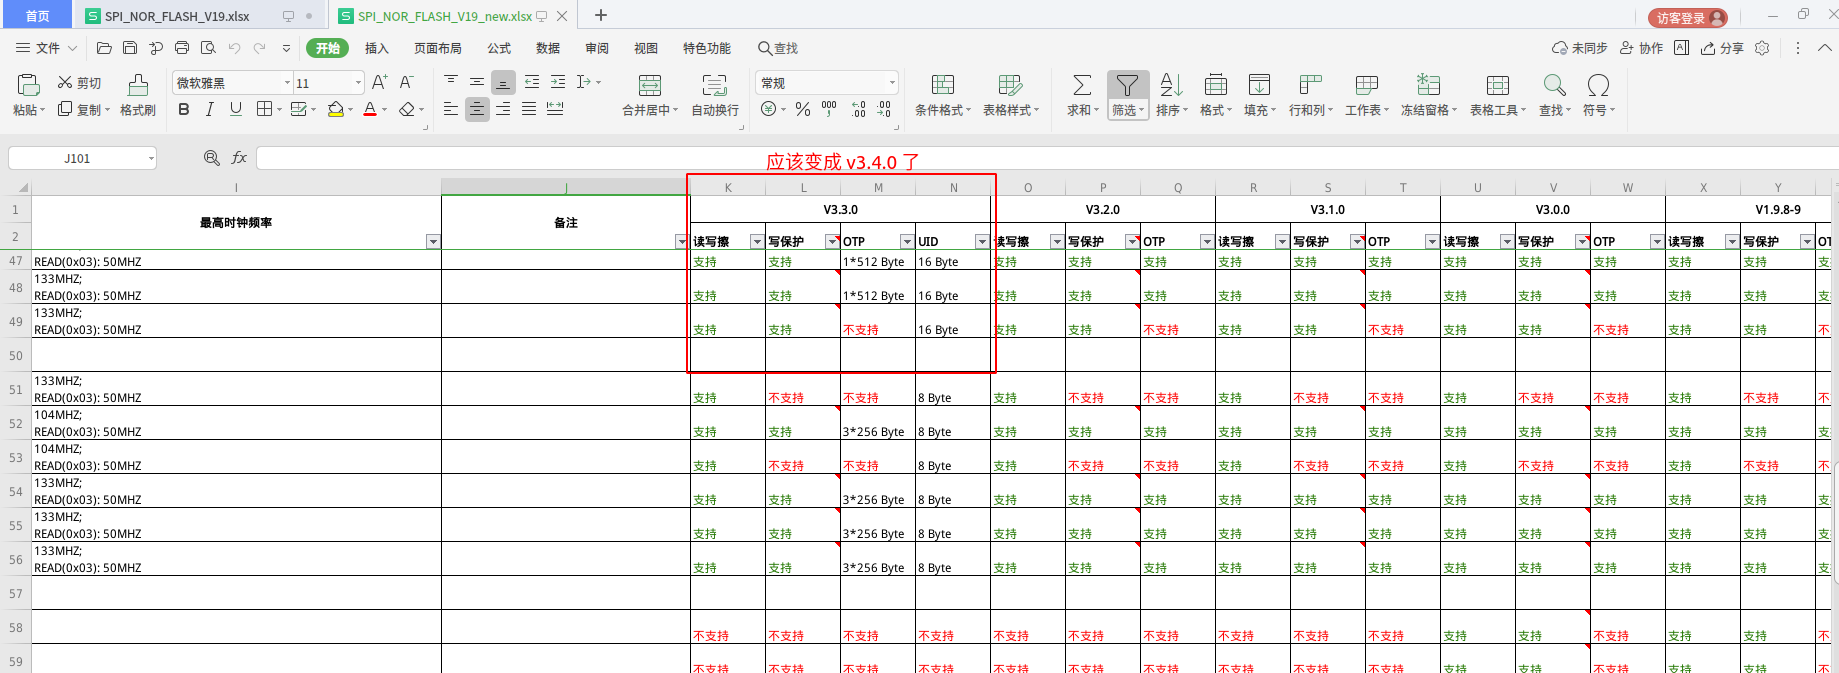 首页 SPI_NOR_FLASH_V19.xlsx SPI_NOR_FLASH_V19_new.xlsx 访客登录
文件 开始 插入 页面布局 公式 数据 审阅 视图 特色功能 查找 未同步 协作 分享
剪切 微软雅黑 11 常规
粘贴 复制 格式刷 B I U A 合并居中 自动换行 条件格式 表格样式 求和 筛选 排序 格式 填充 行和列 工作表 冻结窗格 表格工具 查找 符号
J101 fx
应该变成 v3.4.0 了
I J K L M N O P Q R S T U V W X Y
1 最高时钟频率 备注 V3.3.0 V3.2.0 V3.1.0 V3.0.0 V1.9.8-9
2 读写擦 写保护 OTP UID 读写擦 写保护 OTP 读写擦 写保护 OTP 读写擦 写保护 OTP 读写擦 写保护 OT
47 READ(0x03): 50MHZ 支持 支持 1*512 Byte 16 Byte 支持 支持 支持 支持 支持 支持 支持 支持 支持 支持 支持 支
48 133MHZ;
READ(0x03): 50MHZ 支持 支持 1*512 Byte 16 Byte 支持 支持 支持 支持 支持 支持 支持 支持 支持 支持 支持 支
49 133MHZ;
READ(0x03): 50MHZ 支持 支持 不支持 16 Byte 支持 支持 不支持 支持 支持 不支持 支持 支持 不支持 支持 支持 不
50
51 133MHZ;
READ(0x03): 50MHZ 支持 不支持 不支持 8 Byte 支持 不支持 不支持 支持 不支持 不支持 支持 不支持 不支持 支持 不支持 不
52 104MHZ;
READ(0x03): 50MHZ 支持 支持 3*256 Byte 8 Byte 支持 支持 支持 支持 支持 支持 支持 支持 支持 支持 支持 支
53 104MHZ;
READ(0x03): 50MHZ 支持 不支持 不支持 8 Byte 支持 不支持 不支持 支持 不支持 不支持 支持 不支持 不支持 支持 不支持 不
54 133MHZ;
READ(0x03): 50MHZ 支持 支持 3*256 Byte 8 Byte 支持 支持 支持 支持 支持 支持 支持 支持 支持 支持 支持 支
55 133MHZ;
READ(0x03): 50MHZ 支持 支持 3*256 Byte 8 Byte 支持 支持 支持 支持 支持 支持 支持 支持 支持 支持 支持 支
56 133MHZ;
READ(0x03): 50MHZ 支持 支持 3*256 Byte 8 Byte 支持 支持 支持 支持 支持 支持 支持 支持 支持 支持 支持 支
57
58 不支持 不支持 不支持 不支持 不支持 不支持 不支持 不支持 不支持 不支持 支持 支持 不支持 支持 支持 不
59 不支持 不支持 不支持 不支持 不支持 不支持 不支持 不支持 不支持 不支持 支持 支持 不支持 支持 支持 不